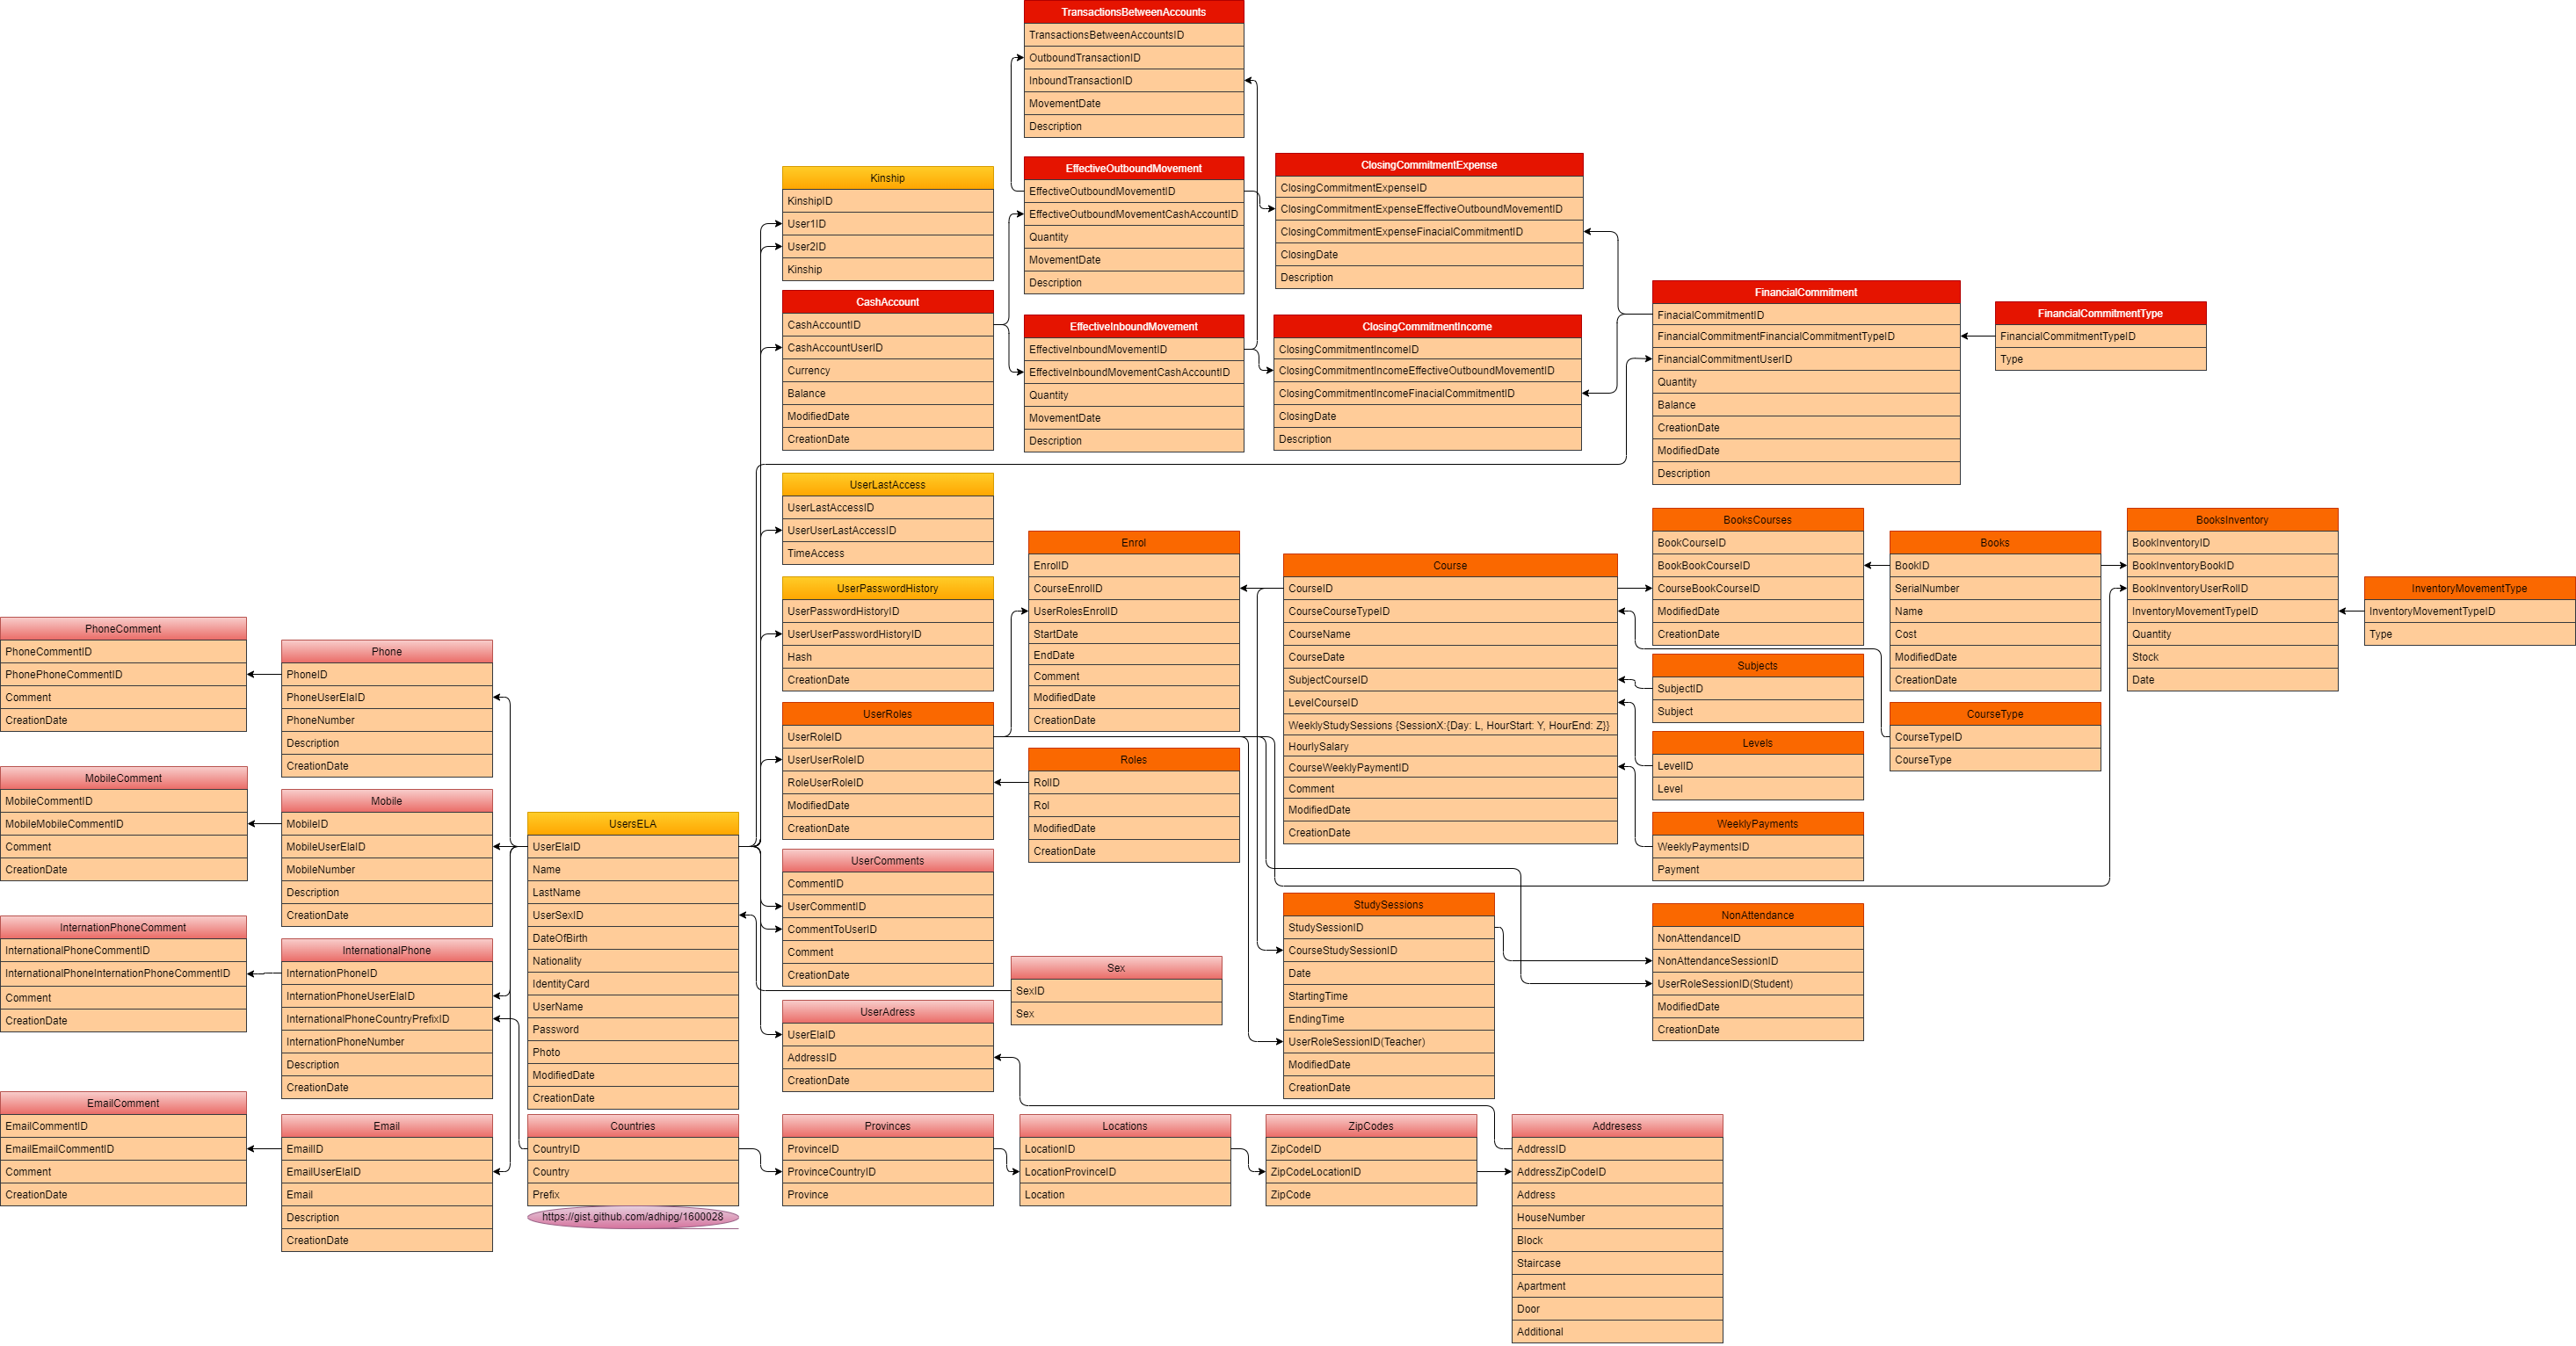 TransactionsBetweenAccounts
TransactionsBetweenAccountsID
OutboundTransactionID
InboundTransactionID
MovementDate
Description
Kinship
KinshipID
User1ID
User2ID
Kinship
EffectiveOutboundMovement
EffectiveOutboundMovementID
EffectiveOutboundMovementCashAccountID
Quantity
MovementDate
Description
ClosingCommitmentExpense
ClosingCommitmentExpenseID
ClosingCommitmentExpenseEffectiveOutboundMovementID
ClosingCommitmentExpenseFinacialCommitmentID
ClosingDate
Description
CashAccount
CashAccountID
CashAccountUserID
Currency
Balance
ModifiedDate
CreationDate
EffectiveInboundMovement
EffectiveInboundMovementID
EffectiveInboundMovementCashAccountID
Quantity
MovementDate
Description
ClosingCommitmentIncome
ClosingCommitmentIncomeID
ClosingCommitmentIncomeEffectiveOutboundMovementID
ClosingCommitmentIncomeFinacialCommitmentID
ClosingDate
Description
FinancialCommitment
FinacialCommitmentID
FinancialCommitmentFinancialCommitmentTypeID
FinancialCommitmentUserID
Quantity
Balance
CreationDate
ModifiedDate
Description
FinancialCommitmentType
FinancialCommitmentTypeID
Type
UserLastAccess
UserLastAccessID
UserUserLastAccessID
TimeAccess
UserPasswordHistory
UserPasswordHistoryID
UserUserPasswordHistoryID
Hash
CreationDate
UserRoles
UserRoleID
UserUserRoleID
RoleUserRoleID
ModifiedDate
CreationDate
Enrol
EnrolID
CourseEnrolID
UserRolesEnrolID
StartDate
EndDate
Comment
ModifiedDate
CreationDate
Roles
RolID
Rol
ModifiedDate
CreationDate
Course
CourseID
CourseCourseTypeID
CourseName
CourseDate
SubjectCourseID
LevelCourseID
WeeklyStudySessions {SessionX:{Day: L, HourStart: Y, HourEnd: Z}}
HourlySalary
CourseWeeklyPaymentID
Comment
ModifiedDate
CreationDate
BooksCourses
BookCourseID
BookBookCourseID
CourseBookCourseID
ModifiedDate
CreationDate
Books
BookID
SerialNumber
Name
Cost
ModifiedDate
CreationDate
BooksInventory
BookInventoryID
BookInventoryBookID
BookInventoryUserRolID
InventoryMovementTypeID
Quantity
Stock
Date
InventoryMovementType
InventoryMovementTypeID
Type
Subjects
SubjectID
Subject
CourseType
CourseTypeID
CourseType
Levels
LevelID
Level
WeeklyPayments
WeeklyPaymentsID
Payment
PhoneComment
PhoneCommentID
PhonePhoneCommentID
Comment
CreationDate
Phone
PhoneID
PhoneUserElaID
PhoneNumber
Description
CreationDate
MobileComment
MobileCommentID
MobileMobileCommentID
Comment
CreationDate
Mobile
MobileID
MobileUserElaID
MobileNumber
Description
CreationDate
UsersELA
UserElaID
Name
LastName
UserSexID
DateOfBirth
Nationality
IdentityCard
UserName
Password
Photo
ModifiedDate
CreationDate
UserComments
CommentID
UserCommentID
CommentToUserID
Comment
CreationDate
StudySessions
StudySessionID
CourseStudySessionID
Date
StartingTime
EndingTime
UserRoleSessionID(Teacher)
ModifiedDate
CreationDate
NonAttendance
NonAttendanceID
NonAttendanceSessionID
UserRoleSessionID(Student)
ModifiedDate
CreationDate
InternationPhoneComment
InternationalPhoneCommentID
InternationalPhoneInternationPhoneCommentID
Comment
CreationDate
InternationalPhone
InternationPhoneID
InternationPhoneUserElaID
InternationalPhoneCountryPrefixID
InternationPhoneNumber
Description
CreationDate
Sex
SexID
Sex
UserAdress
UserElaID
AddressID
CreationDate
EmailComment
EmailCommentID
EmailEmailCommentID
Comment
CreationDate
Email
EmailID
EmailUserElaID
Email
Description
CreationDate
Countries
CountryID
Country
Prefix
https://gist.github.com/adhipg/1600028
Provinces
ProvinceID
ProvinceCountryID
Province
Locations
LocationID
LocationProvinceID
Location
ZipCodes
ZipCodeID
ZipCodeLocationID
ZipCode
Addresess
AddressID
AddressZipCodeID
Address
HouseNumber
Block
Staircase
Apartment
Door
Additional